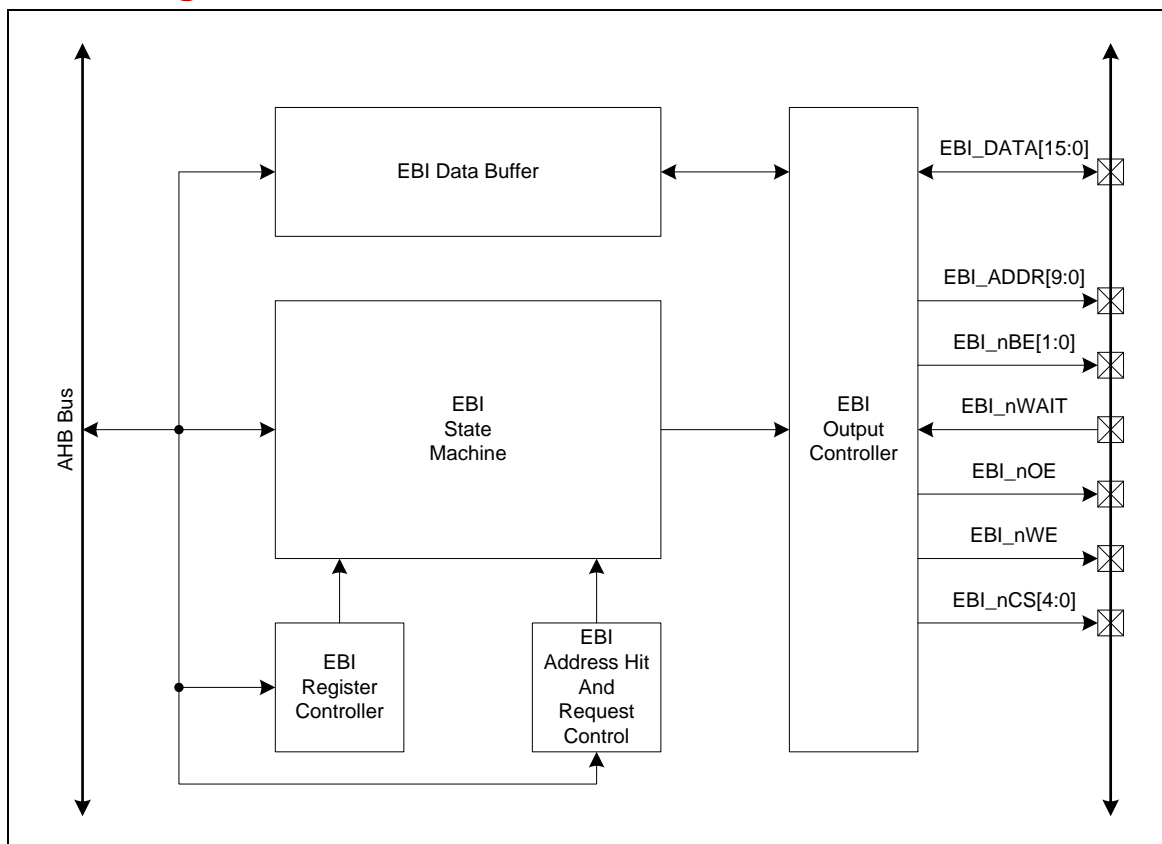 AHB Bus
EBI Data Buffer
EBI
State
Machine
EBI
Register
Controller
EBI
Address Hit
And
Request
Control
EBI
Output
Controller
EBI_DATA[15:0]
EBI_ADDR[9:0]
EBI_nBE[1:0]
EBI_nWAIT
EBI_nOE
EBI_nWE
EBI_nCS[4:0]